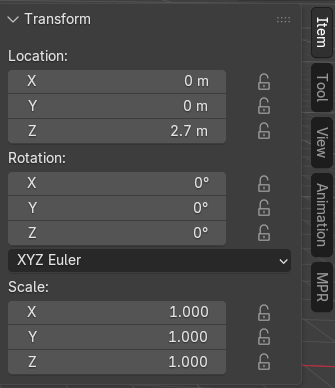 Transform
Location:
X 0 m
Y 0 m
Z 2.7 m
Rotation:
X 0°
Y 0°
Z 0°
XYZ Euler
Scale:
X 1.000
Y 1.000
Z 1.000
Item
Tool
View
Animation
MPR